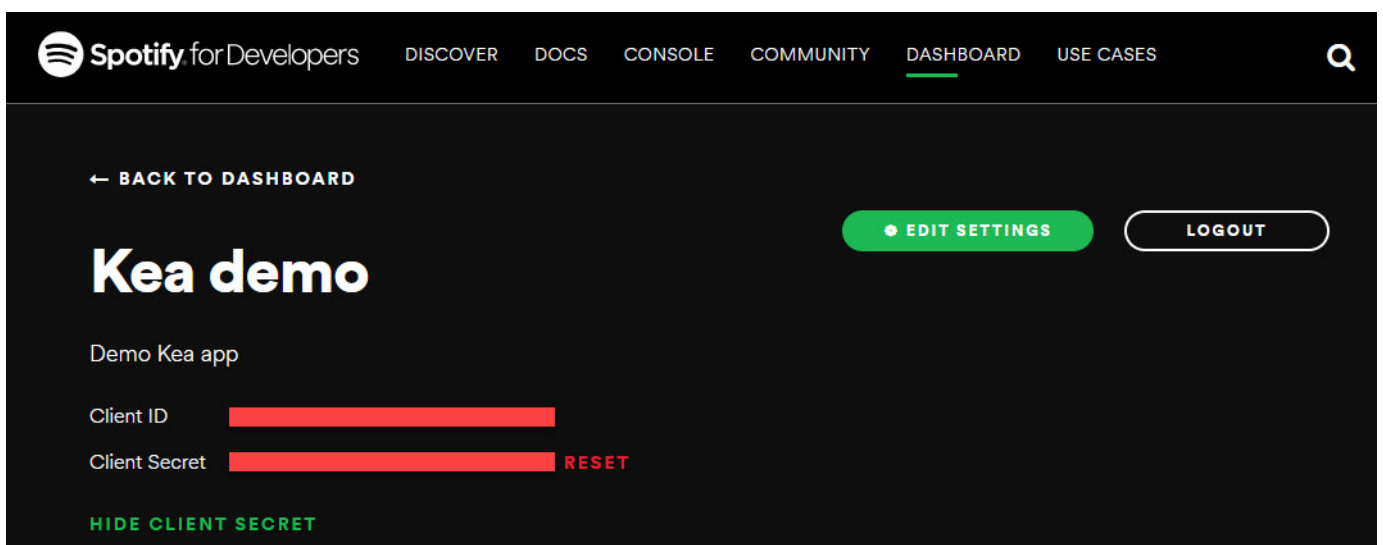 Spotify for Developers DISCOVER DOCS CONSOLE COMMUNITY DASHBOARD USE CASES
← BACK TO DASHBOARD
EDIT SETTINGS LOGOUT
Kea demo
Demo Kea app
Client ID
Client Secret RESET
HIDE CLIENT SECRET